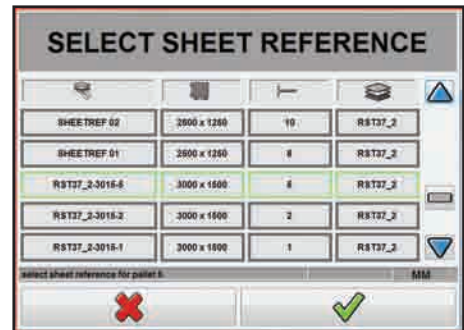 SELECT SHEET REFERENCE
SHEETREF 02 2500 x 1250 10 RST37_2
SHEETREF 01 2500 x 1250 8 RST37_2
RST37_2-3015-5 3000 x 1500 5 RST37_2
RST37_2-3015-2 3000 x 1500 2 RST37_2
RST37_2-3015-1 3000 x 1500 1 RST37_2
select sheet reference for pallet 5 MM